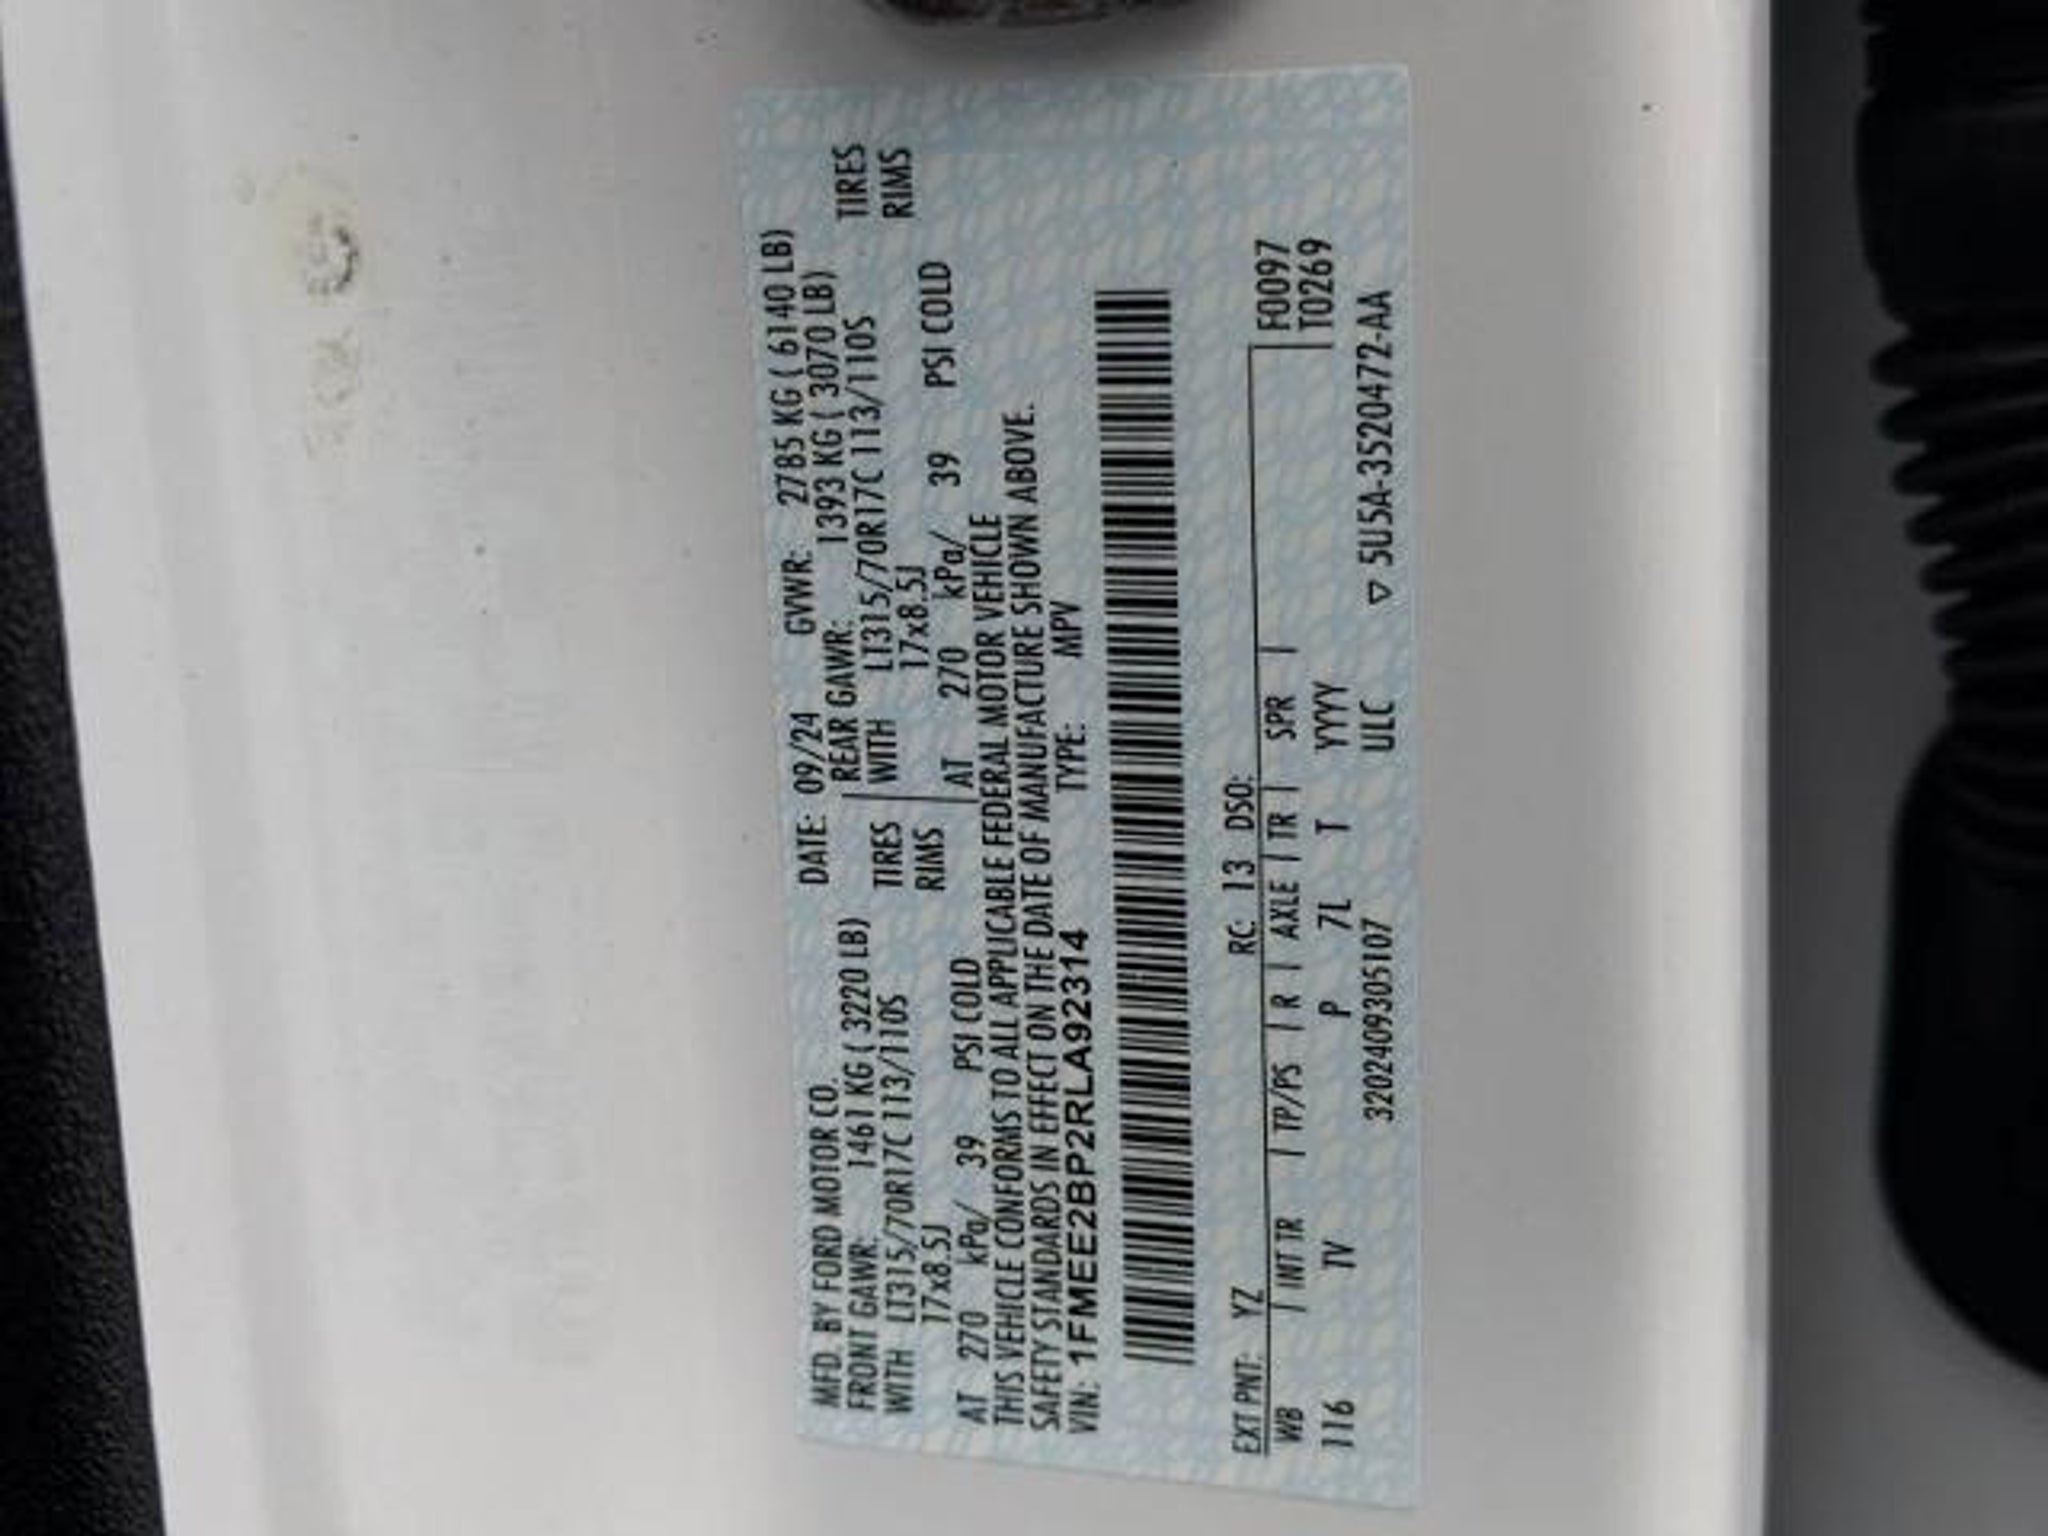 MFD. BY FORD MOTOR CO. DATE: 09/24 GVWR: 2785 KG ( 6140 LB)
FRONT GAWR: 1461 KG ( 3220 LB) REAR GAWR: 1393 KG ( 3070 LB)
WITH LT315/70R17C 113/110S TIRES WITH LT315/70R17C 113/110S TIRES
17x8.5J RIMS 17x8.5J RIMS
AT 270 kPa/ 39 PSI COLD AT 270 kPa/ 39 PSI COLD
THIS VEHICLE CONFORMS TO ALL APPLICABLE FEDERAL MOTOR VEHICLE
SAFETY STANDARDS IN EFFECT ON THE DATE OF MANUFACTURE SHOWN ABOVE.
VIN: 1FMEE2BP2RLA92314 TYPE: MPV
EXT PNT: YZ RC: 13 DSO: F0097
WB | INT TR | TP/PS | R | AXLE | TR | SPR | T0269
116 TV P 7L T YYYY
3202409305107 ULC ▽ 5U5A-3520472-AA